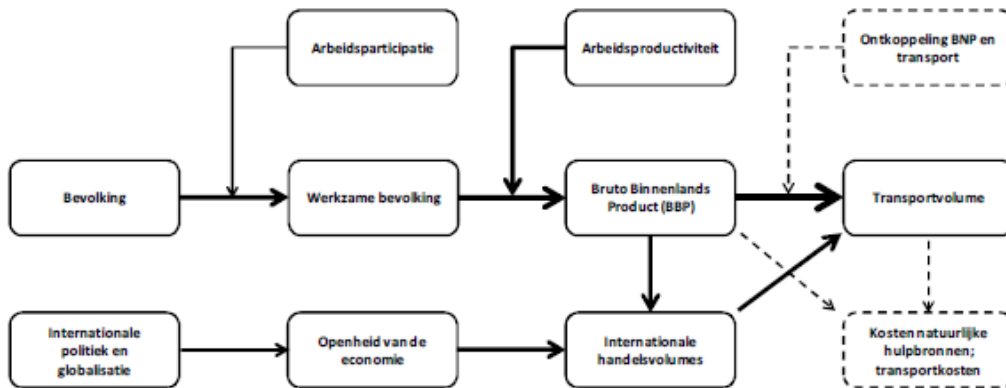 Arbeidsparticipatie
Arbeidsproductiviteit
Ontkoppeling BNP en
transport
Bevolking
Werkzame bevolking
Bruto Binnenlands
Product (BBP)
Transportvolume
Internationale
politiek en
globalisatie
Openheid van de
economie
Internationale
handelsvolumes
Kosten natuurlijke
hulpbronnen;
transportkosten